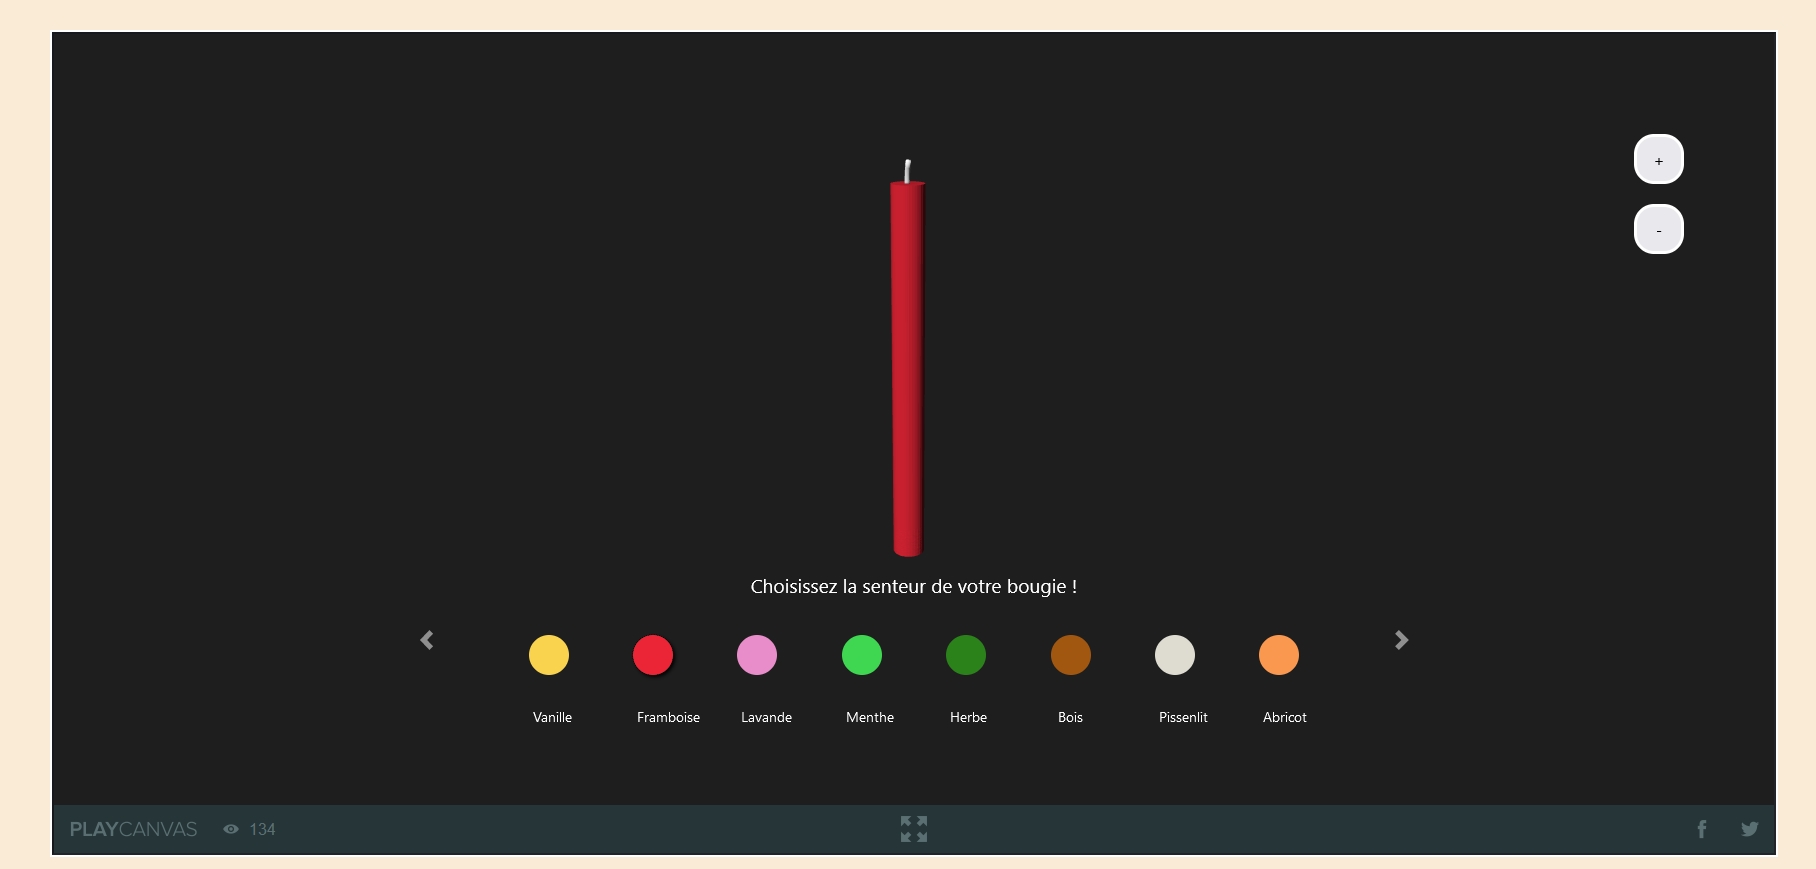 +
-
Choisissez la senteur de votre bougie !
Vanille Framboise Lavande Menthe Herbe Bois Pissenlit Abricot
PLAYCANVAS 134